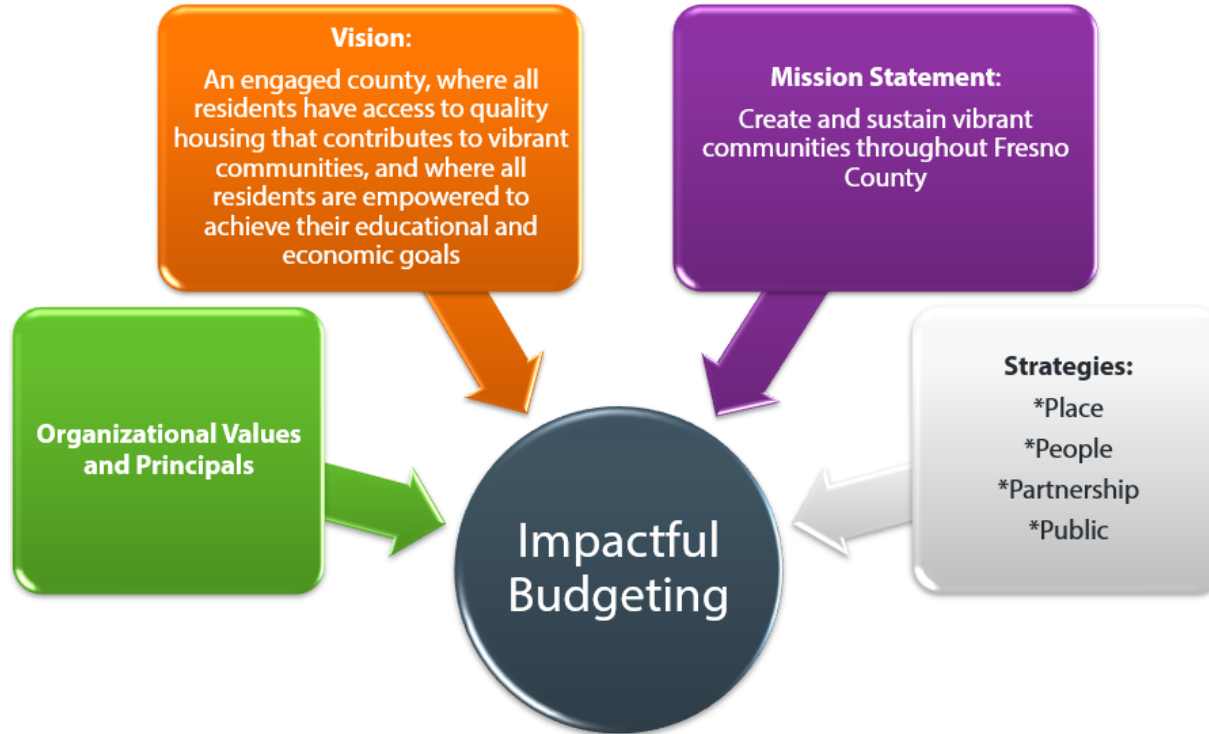 Vision:
An engaged county, where all
residents have access to quality
housing that contributes to vibrant
communities, and where all
residents are empowered to
achieve their educational and
economic goals
Mission Statement:
Create and sustain vibrant
communities throughout Fresno
County
Organizational Values
and Principals
Strategies:
*Place
*People
*Partnership
*Public
Impactful
Budgeting